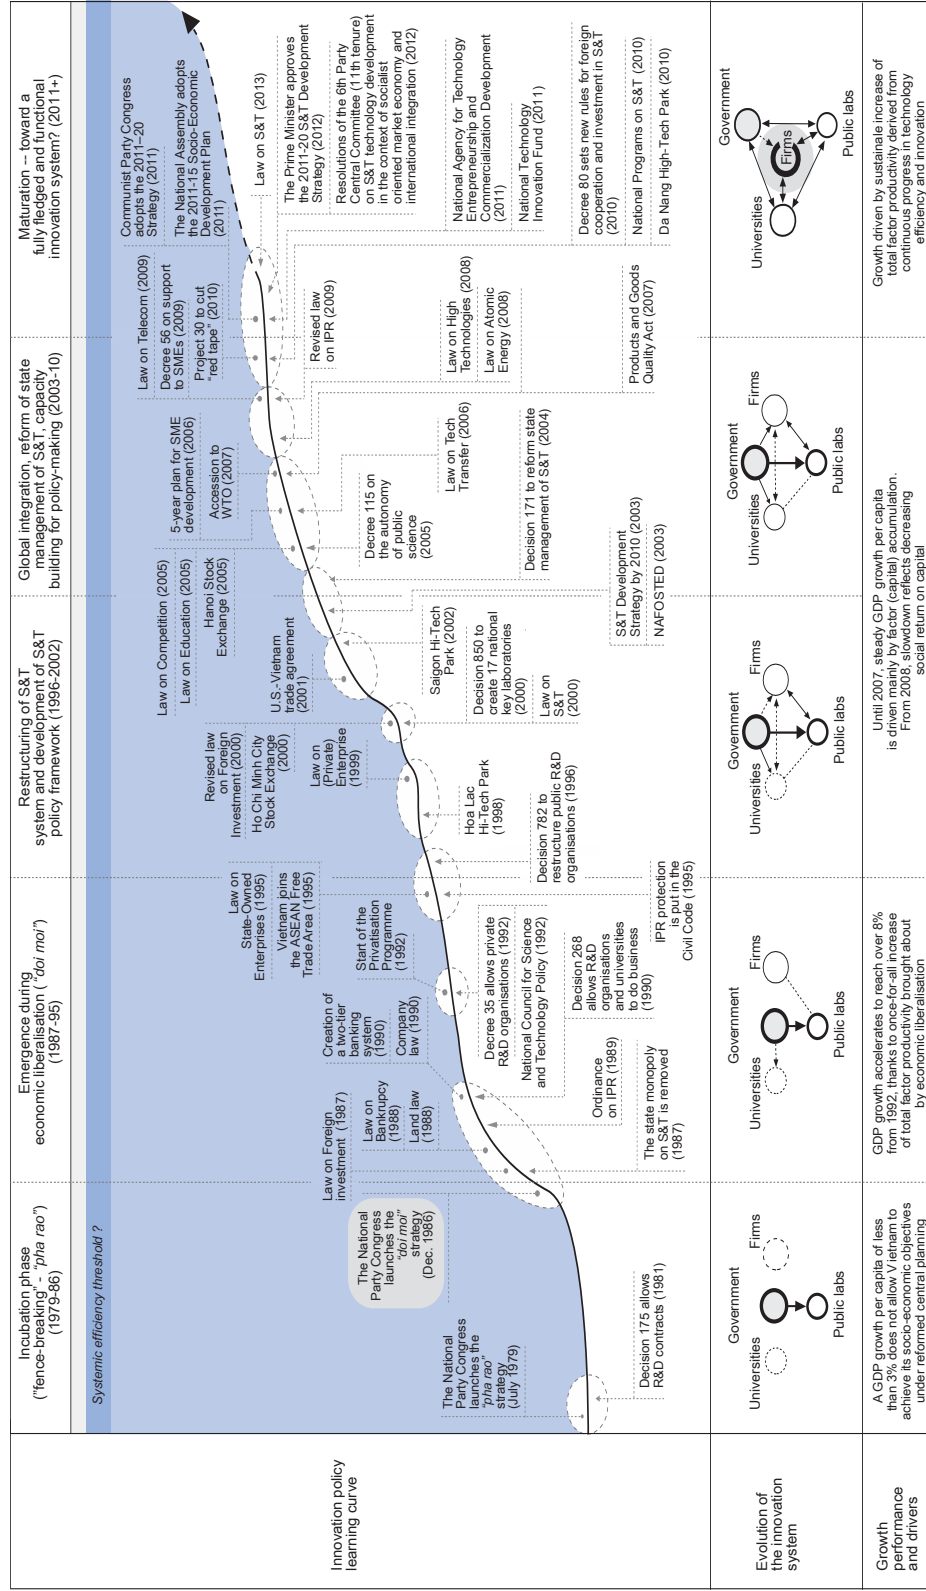 Incubation phase
("fence-breaking" - "pha rao")
(1979-86)
Emergence during
economic liberalisation ("doi moi")
(1987-95)
Restructuring of S&T
system and development of S&T
policy framework (1996-2002)
Global integration, reform of state
management of S&T, capacity
building for policy-making (2003-10)
Maturation -- toward a
fully fledged and functional
innovation system? (2011+)
Innovation policy
learning curve
Systemic efficiency threshold ?
The National
Party Congress
launches the
"pha rao"
strategy
(July 1979)
Decision 175 allows
R&D contracts (1981)
The National
Party Congress
launches the
"doi moi"
strategy
(Dec. 1986)
Law on Foreign
investment (1987)
Law on
Bankrupcy
(1988)
Land law
(1988)
The state monopoly
on S&T is removed
(1987)
Ordinance
on IPR (1989)
Creation of
a two-tier
banking
system
(1990)
Company
law (1990)
Decision 268
allows R&D
organisations
and universities
to do business
(1990)
Start of the
Privatisation
Programme
(1992)
Decree 35 allows private
R&D organisations (1992)
National Council for Science
and Technology Policy (1992)
Law on
State-Owned
Enterprises (1995)
Vietnam joins
the ASEAN Free
Trade Area (1995)
IPR protection
is put in the
Civil Code (1995)
Decision 782 to
restructure public R&D
organisations (1996)
Revised law
on Foreign
Investment (2000)
Ho Chi Minh City
Stock Exchange
(2000)
Law on
(Private)
Enterprise
(1999)
Hoa Lac
Hi-Tech Park
(1998)
U.S.- Vietnam
trade agreement
(2001)
Saigon Hi-Tech
Park (2002)
Decision 850 to
create 17 national
key laboratories
(2000)
Law on
S&T
(2000)
Law on Competition (2005)
Law on Education (2005)
Hanoi Stock
Exchange (2005)
S&T Development
Strategy by 2010 (2003)
NAFOSTED (2003)
Decision 171 to reform state
management of S&T (2004)
Decree 115 on
the autonomy
of public
science
(2005)
5-year plan for SME
development (2006)
Accession to
WTO (2007)
Law on Tech
Transfer (2006)
Products and Goods
Quality Act (2007)
Law on High
Technologies (2008)
Law on Atomic
Energy (2008)
Law on Telecom (2009)
Decree 56 on support
to SMEs (2009)
Project 30 to cut
"red tape" (2010)
Revised law
on IPR (2009)
Communist Party Congress
adopts the 2011–20
Strategy (2011)
The National Assembly adopts
the 2011-15 Socio-Economic
Development Plan
(2011)
Law on S&T (2013)
The Prime Minister approves
the 2011-20 S&T Development
Strategy (2012)
Resolutions of the 6th Party
Central Committee (11th tenure)
on S&T technology development
in the context of socialist
oriented market economy and
international integration (2012)
National Agency for Technology
Entrepreneurship and
Commercialization Development
(2011)
National Technology
Innovation Fund (2011)
Decree 80 sets new rules for foreign
cooperation and investment in S&T
(2010)
National Programs on S&T (2010)
Da Nang High-Tech Park (2010)
Evolution of
the innovation
system
Government
Universities
Firms
Public labs
Government
Universities
Firms
Public labs
Government
Universities
Firms
Public labs
Government
Universities
Firms
Public labs
Government
Universities
Firms
Public labs
Growth
performance
and drivers
A GDP growth per capita of less
than 3% does not allow Vietnam to
achieve its socio-economic objectives
under reformed central planning
GDP growth accelerates to reach over 8%
from 1992, thanks to once-for-all increase
of total factor productivity brought about
by economic liberalisation
Until 2007, steady GDP growth per capita
is driven mainly by factor (capital) accumulation.
From 2008, slowdown reflects decreasing
social return on capital
Growth driven by sustainable increase of
total factor productivity derived from
continuous progress in technology
efficiency and innovation